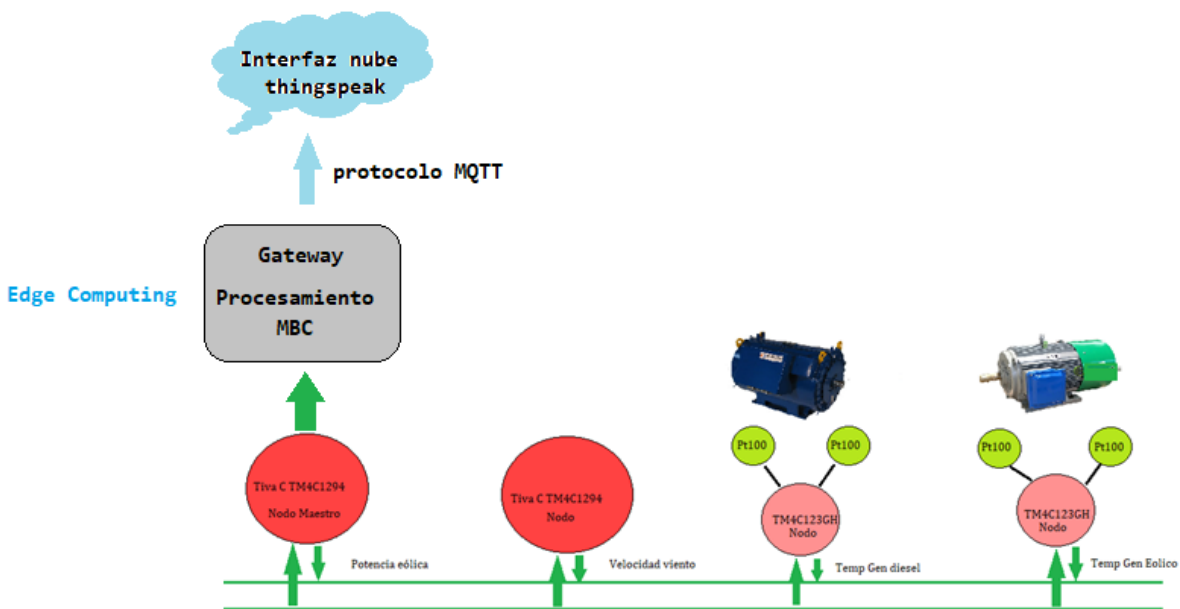 Interfaz nube
thingspeak
protocolo MQTT
Gateway
Procesamiento
MBC
Edge Computing
Pt100
Pt100
Pt100
Pt100
Tiva C TM4C1294
Nodo Maestro
Tiva C TM4C1294
Nodo
TM4C123GH
Nodo
TM4C123GH
Nodo
Potencia eólica
Velocidad viento
Temp Gen diesel
Temp Gen Eolico